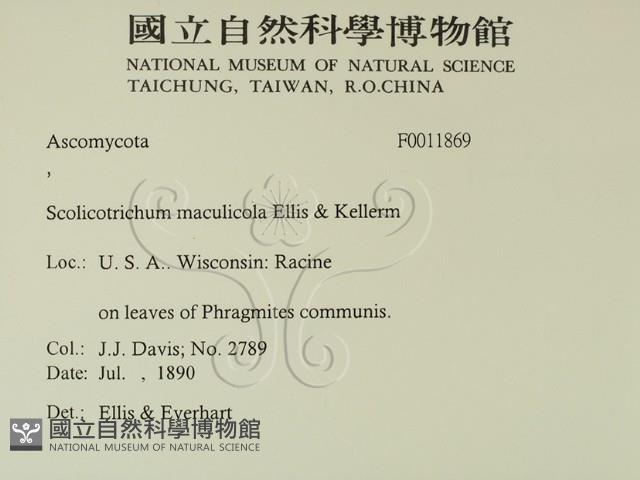 國立自然科學博物館
NATIONAL MUSEUM OF NATURAL SCIENCE
TAICHUNG, TAIWAN, R.O.CHINA
Ascomycota F0011869
,
Scolicotrichum maculicola Ellis & Kellerm
Loc.: U. S. A.. Wisconsin: Racine
on leaves of Phragmites communis.
Col.: J.J. Davis; No. 2789
Date: Jul. , 1890
Det.: Ellis & Everhart
國立自然科學博物館
NATIONAL MUSEUM OF NATURAL SCIENCE